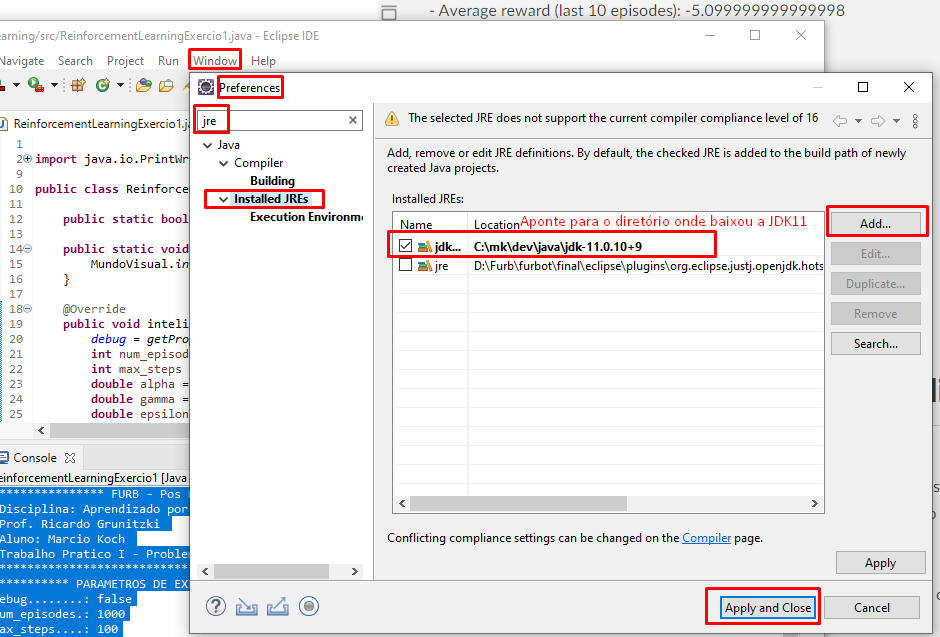 - Average reward (last 10 episodes): -5.099999999999998
earning/src/ReinforcementLearningExercio1.java - Eclipse IDE
Navigate Search Project Run Window Help
Preferences
ReinforcementLearningExercio1.ja
1
2 import java.io.PrintWr
9
10 public class Reinforce
11
12 public static bool
13
14 public static void
15 MundoVisual.in
16 }
17
18 @Override
19 public void inteli
20 debug = getPro
21 int num_episod
22 int max_steps
23 double alpha =
24 double gamma =
25 double epsilon
jre
Java
Compiler
Building
Installed JREs
Execution Environme
The selected JRE does not support the current compiler compliance level of 16
Add, remove or edit JRE definitions. By default, the checked JRE is added to the build path of newly
created Java projects.
Installed JREs:
Name Location
Aponte para o diretório onde baixou a JDK11
jdk... C:\mk\dev\java\jdk-11.0.10+9
jre D:\Furb\furbot\final\eclipse\plugins\org.eclipse.justj.openjdk.hots
Add...
Edit...
Duplicate...
Remove
Search...
Conflicting compliance settings can be changed on the Compiler page.
Apply
Apply and Close
Cancel
Console
einforcementLearningExercio1 [Java
*************** FURB - Pos
Disciplina: Aprendizado por
Prof. Ricardo Grunitzki
Aluno: Marcio Koch
Trabalho Pratico I - Problem
****************************
********** PARAMETROS DE EX
ebug........: false
um_episodes.: 1000
ax_steps....: 100